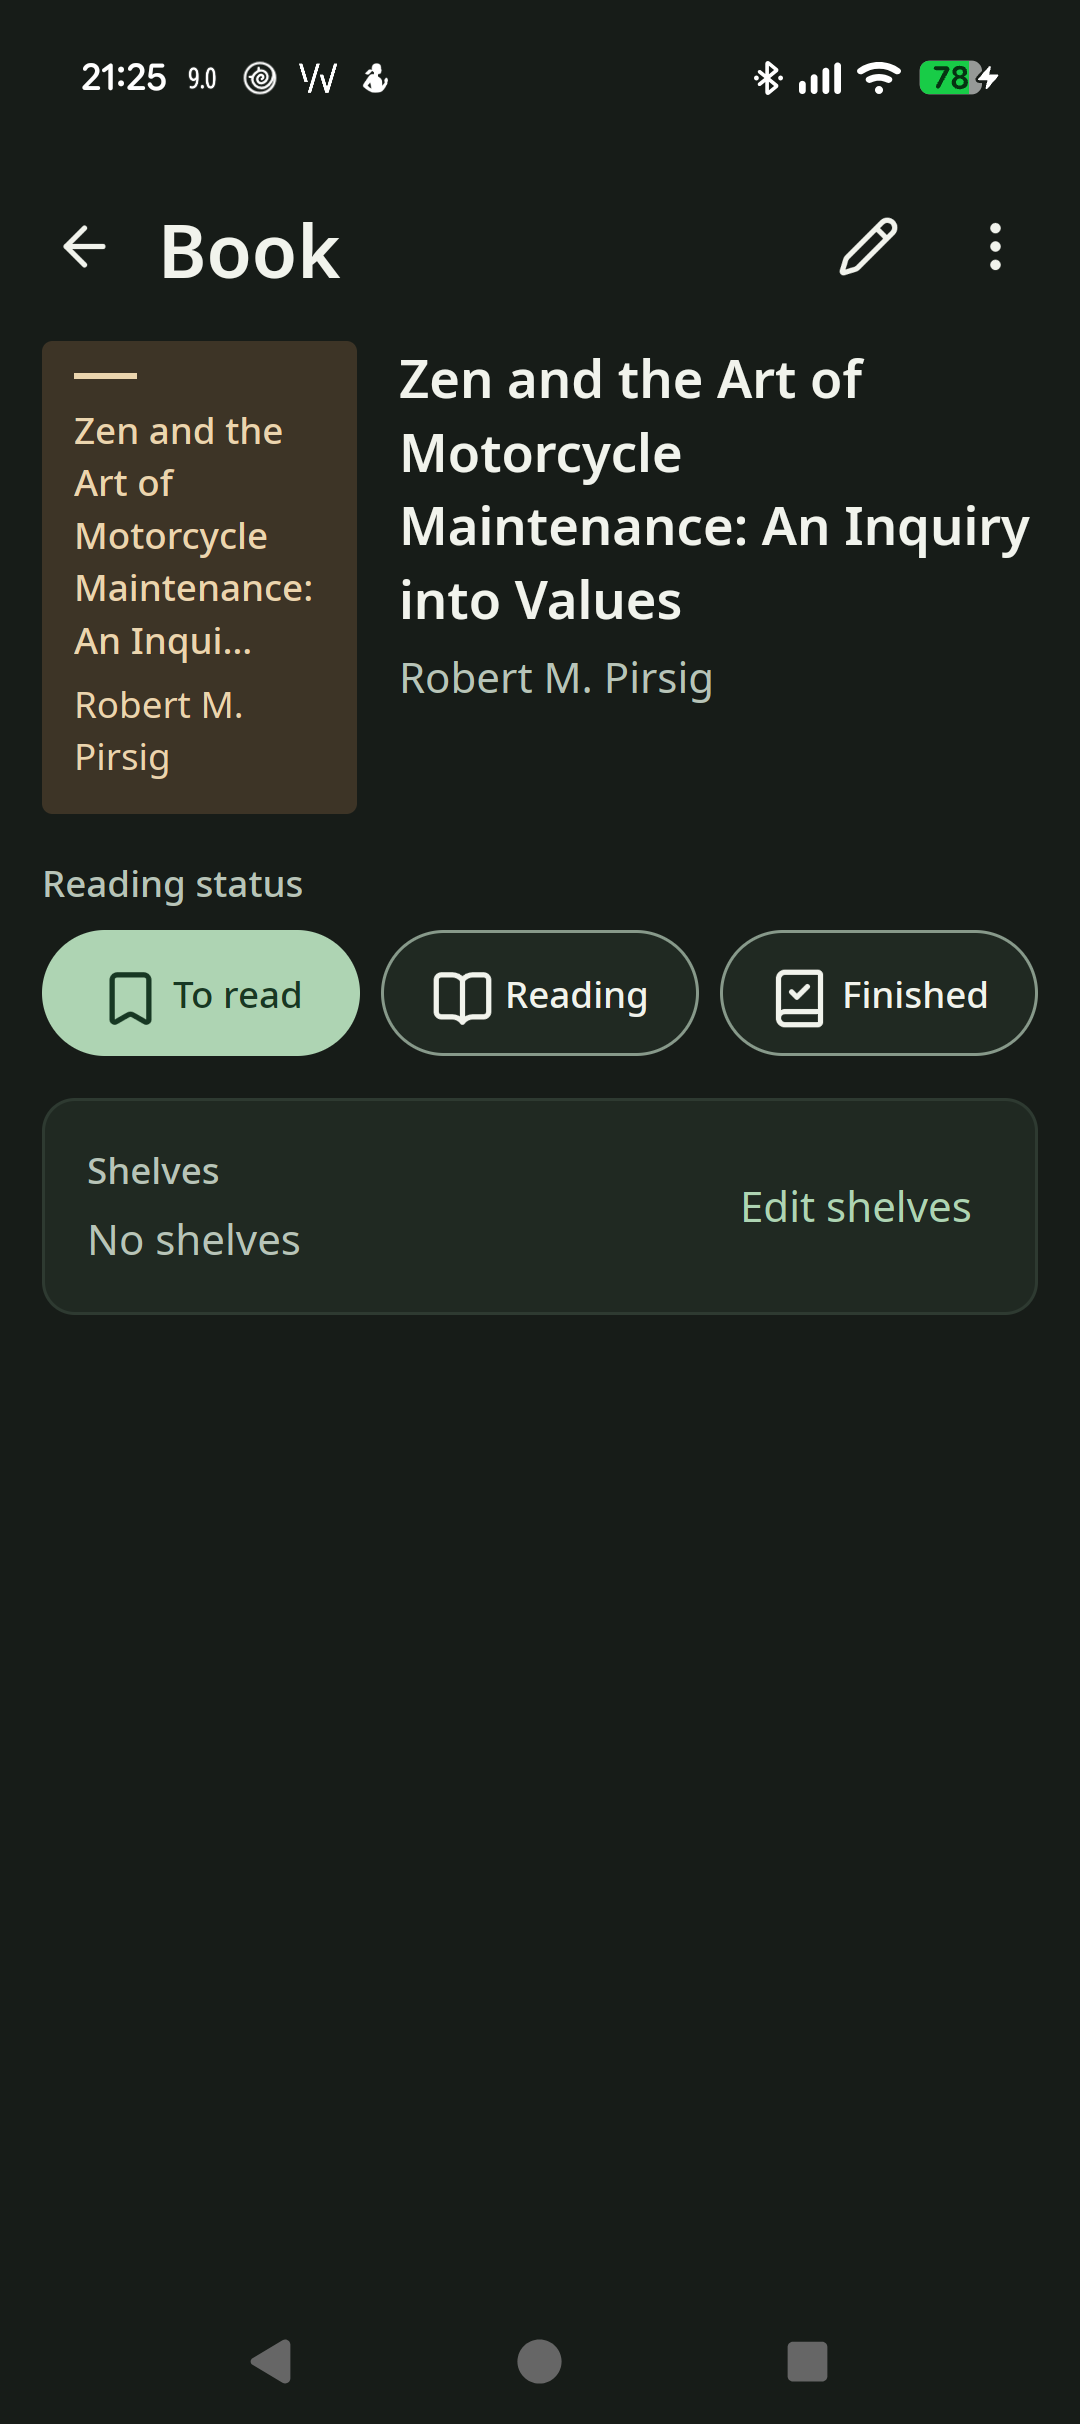 21:25 9.0 78
Book
Zen and the
Art of
Motorcycle
Maintenance:
An Inqui...
Robert M.
Pirsig
Zen and the Art of
Motorcycle
Maintenance: An Inquiry
into Values
Robert M. Pirsig
Reading status
To read
Reading
Finished
Shelves
No shelves
Edit shelves